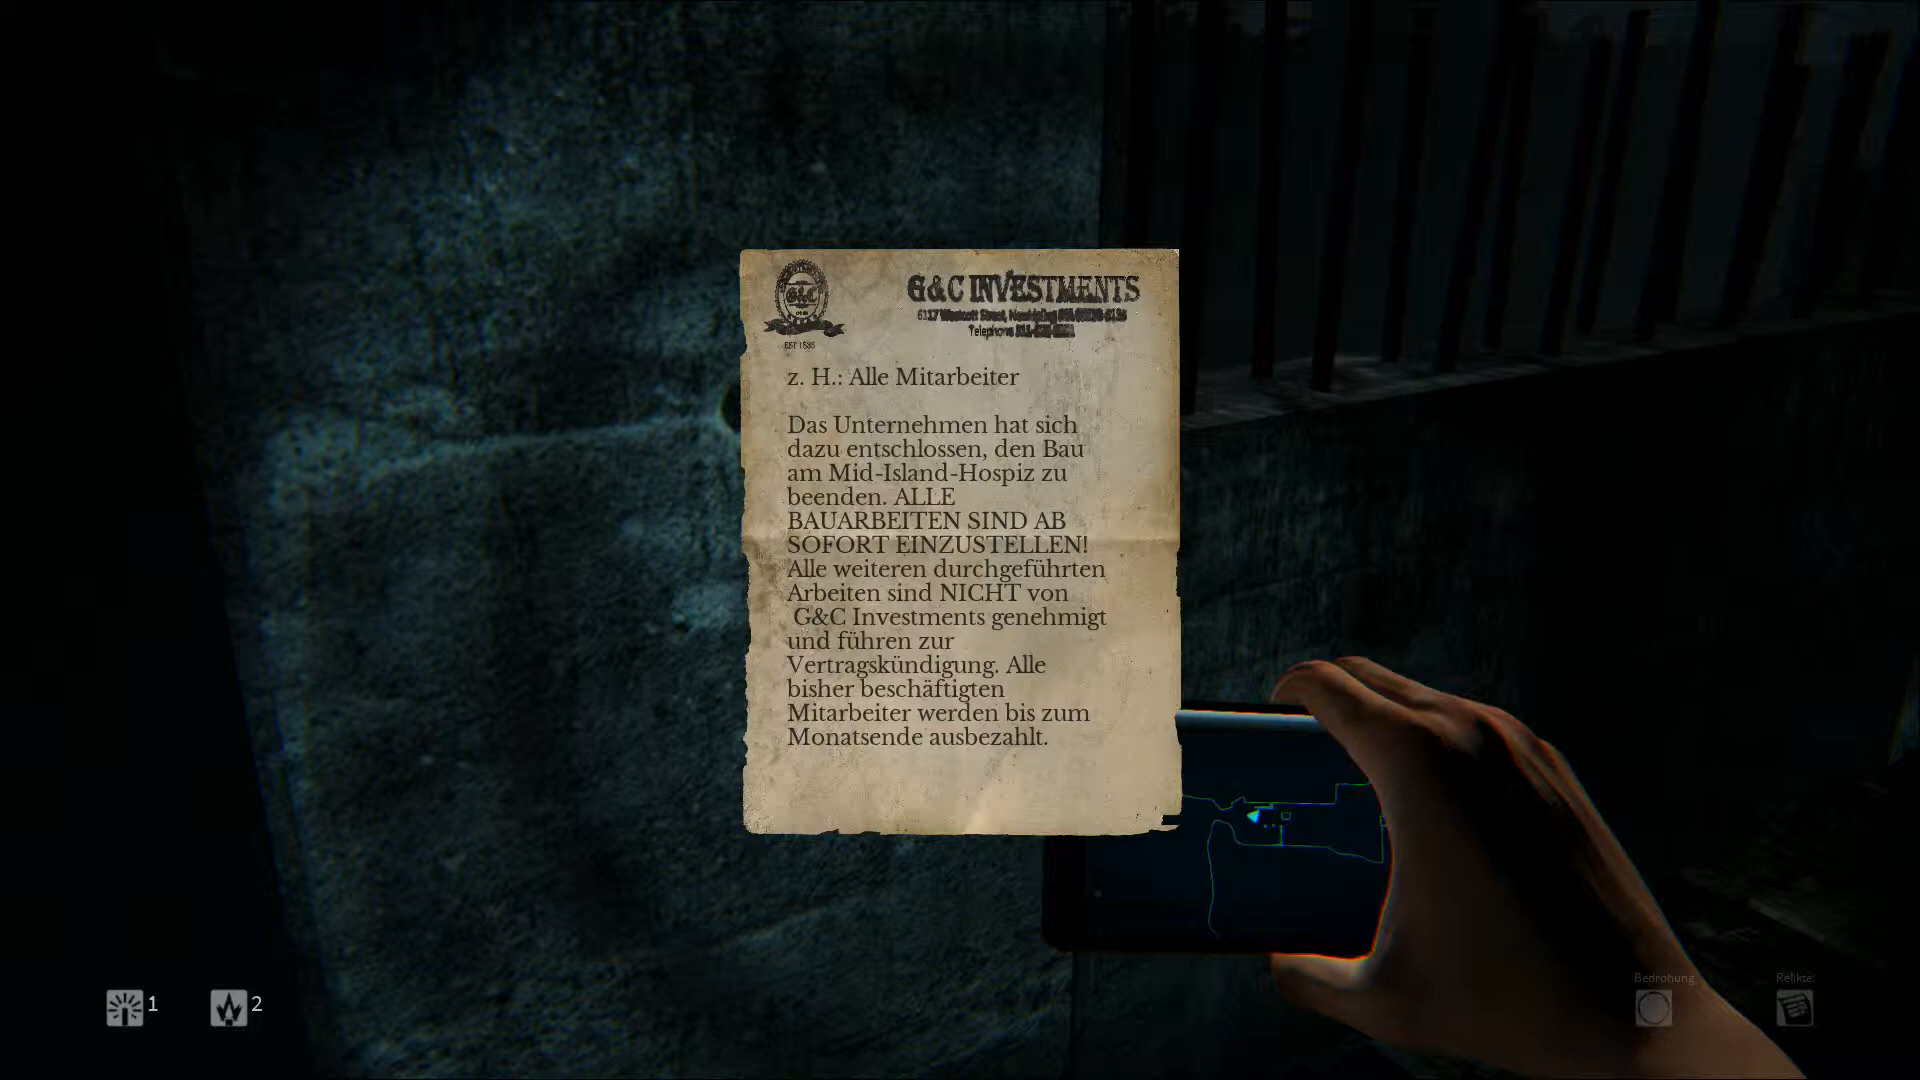 G&C
G&C INVESTMENTS
Telephone
z. H.: Alle Mitarbeiter
Das Unternehmen hat sich
dazu entschlossen, den Bau
am Mid-Island-Hospiz zu
beenden. ALLE
BAUARBEITEN SIND AB
SOFORT EINZUSTELLEN!
Alle weiteren durchgeführten
Arbeiten sind NICHT von
G&C Investments genehmigt
und führen zur
Vertragskündigung. Alle
bisher beschäftigten
Mitarbeiter werden bis zum
Monatsende ausbezahlt.
1
2
Bedrohung
Relikte: